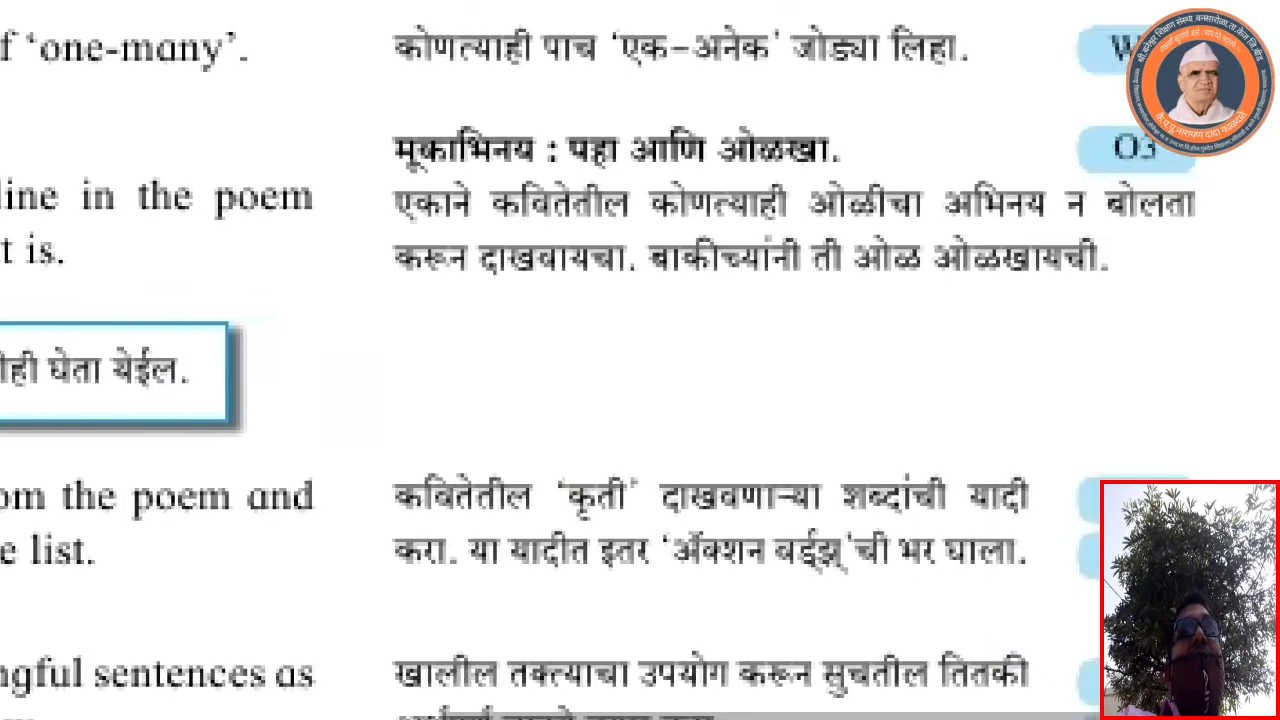 f ‘one-many’.
कोणत्याही पाच ‘एक-अनेक’ जोड्या लिहा.
मूकाभिनय : पहा आणि ओळखा.
O3
line in the poem
एकाने कवितेतील कोणत्याही ओळीचा अभिनय न बोलता
t is.
करून दाखवायचा. बाकीच्यांनी ती ओळ ओळखायची.
ही घेता येईल.
om the poem and
कवितेतील ‘कृती’ दाखवणाऱ्या शब्दांची यादी
e list.
करा. या यादीत इतर ‘ॲक्शन वर्ड्झ्’ची भर घाला.
ngful sentences as
खालील तक्त्याचा उपयोग करून सुचतील तितकी